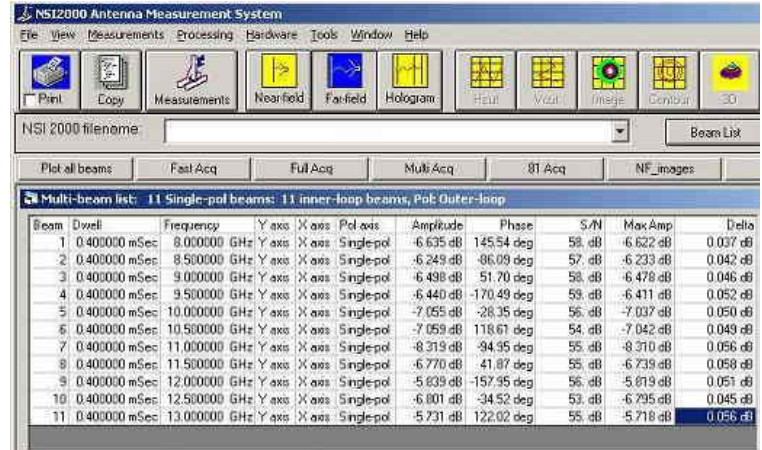 NSI2000 Antenna Measurement System
File View Measurements Processing Hardware Tools Window Help
Print Copy Measurements Near-field Far-field Hologram Hcut Vcut Image Contour 3D
NSI 2000 filename: Beam List
Plot all beams Fast Acq Full Acq Multi Acq 81 Acq NF_images
Multi-beam list: 11 Single-pol beams: 11 inner-loop beams, Pol: Outer-loop
Beam Dwell Frequency Y axis X axis Pol axis Amplitude Phase S/N Max Amp Delta
1 0.400000 mSec 8.000000 GHz Y axis X axis Single-pol -6.635 dB 145.54 deg 58. dB -6.622 dB 0.037 dB
2 0.400000 mSec 8.500000 GHz Y axis X axis Single-pol -6.249 dB -86.09 deg 57. dB -6.233 dB 0.042 dB
3 0.400000 mSec 9.000000 GHz Y axis X axis Single-pol -6.498 dB 51.70 deg 58. dB -6.478 dB 0.046 dB
4 0.400000 mSec 9.500000 GHz Y axis X axis Single-pol -6.440 dB -170.49 deg 59. dB -6.411 dB 0.052 dB
5 0.400000 mSec 10.000000 GHz Y axis X axis Single-pol -7.055 dB -28.35 deg 56. dB -7.037 dB 0.050 dB
6 0.400000 mSec 10.500000 GHz Y axis X axis Single-pol -7.059 dB 118.61 deg 54. dB -7.042 dB 0.049 dB
7 0.400000 mSec 11.000000 GHz Y axis X axis Single-pol -8.319 dB -94.95 deg 55. dB -8.310 dB 0.056 dB
8 0.400000 mSec 11.500000 GHz Y axis X axis Single-pol -6.770 dB 41.87 deg 55. dB -6.739 dB 0.058 dB
9 0.400000 mSec 12.000000 GHz Y axis X axis Single-pol -5.839 dB -157.95 deg 56. dB -5.819 dB 0.051 dB
10 0.400000 mSec 12.500000 GHz Y axis X axis Single-pol -6.801 dB -34.52 deg 53. dB -6.795 dB 0.045 dB
11 0.400000 mSec 13.000000 GHz Y axis X axis Single-pol -5.731 dB 122.02 deg 55. dB -5.718 dB 0.056 dB